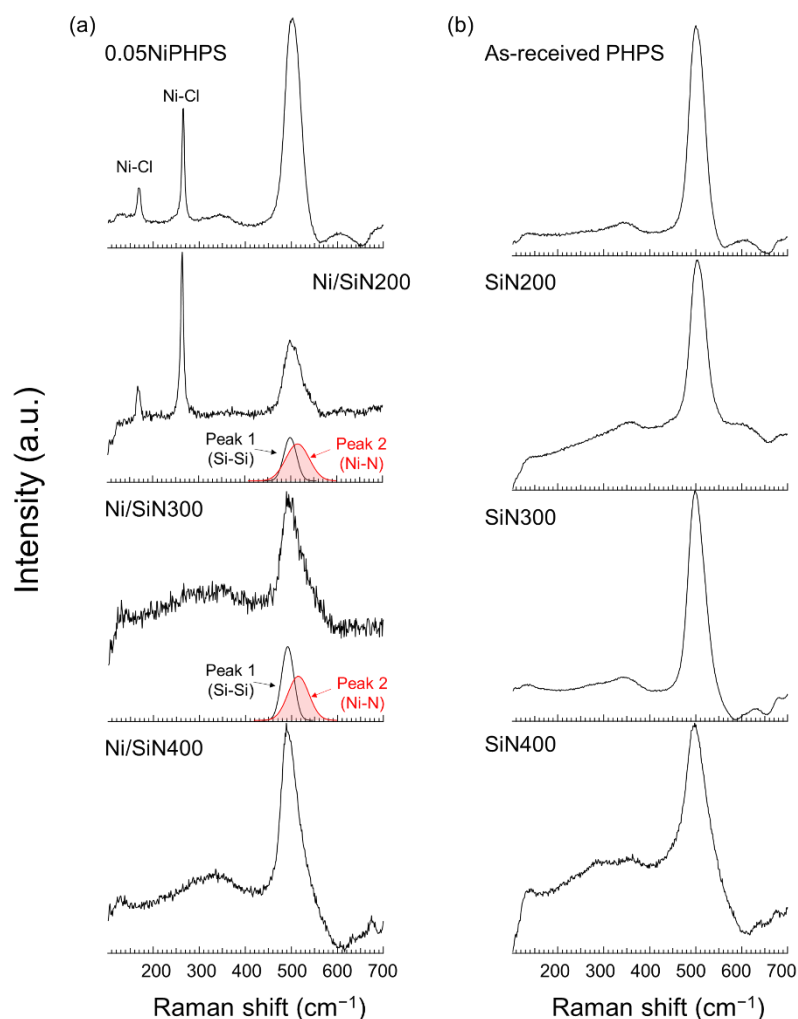 (a)
0.05NiPHPS
Ni-Cl
Ni-Cl
Ni/SiN200
Peak 1
(Si–Si)
Peak 2
(Ni–N)
Ni/SiN300
Peak 1
(Si–Si)
Peak 2
(Ni–N)
Ni/SiN400
200 300 400 500 600 700
Raman shift (cm⁻¹)
Intensity (a.u.)
(b)
As-received PHPS
SiN200
SiN300
SiN400
200 300 400 500 600 700
Raman shift (cm⁻¹)